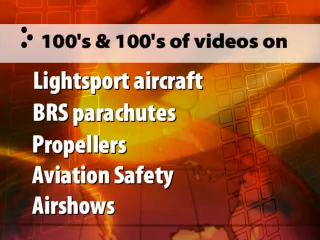 100's & 100's of videos on
Lightsport aircraft
BRS parachutes
Propellers
Aviation Safety
Airshows